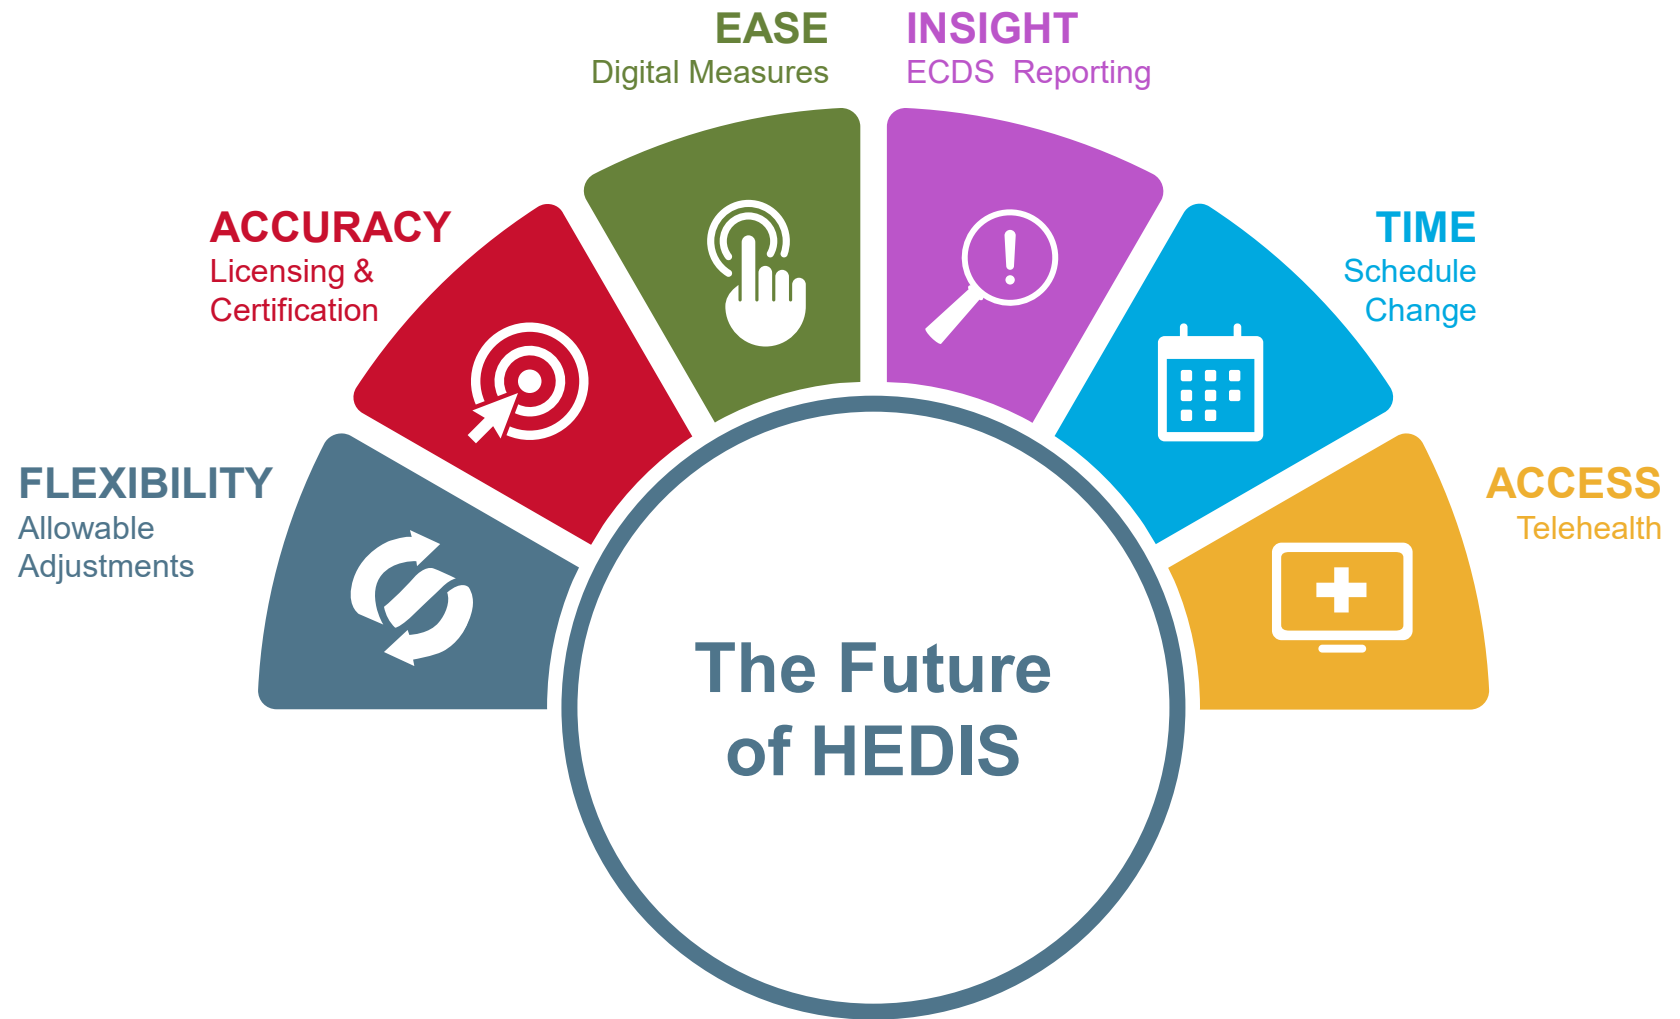 EASE
Digital Measures
INSIGHT
ECDS  Reporting
ACCURACY
Licensing &
Certification
TIME
Schedule
Change
FLEXIBILITY
Allowable
Adjustments
ACCESS
Telehealth
The Future
of HEDIS